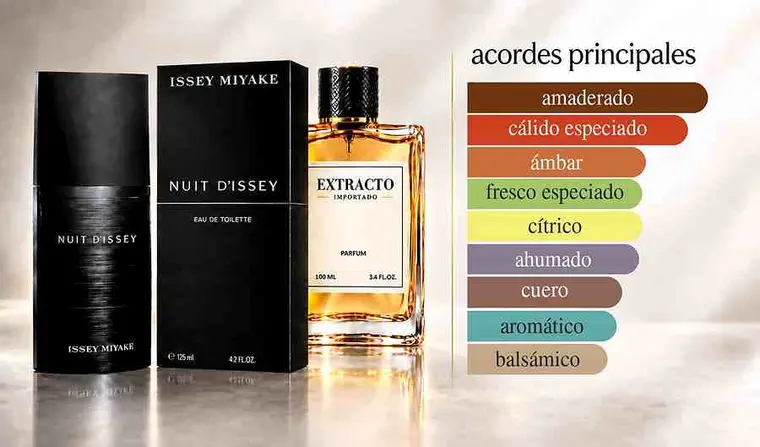 NUIT D'ISSEY
ISSEY MIYAKE
ISSEY MIYAKE
NUIT D'ISSEY
EAU DE TOILETTE
℮ 125 ml 4.2 FL.OZ.
EXTRACTO
IMPORTADO
PARFUM
100 ML 3.4 FL.OZ.
acordes principales
amaderado
cálido especiado
ámbar
fresco especiado
cítrico
ahumado
cuero
aromático
balsámico